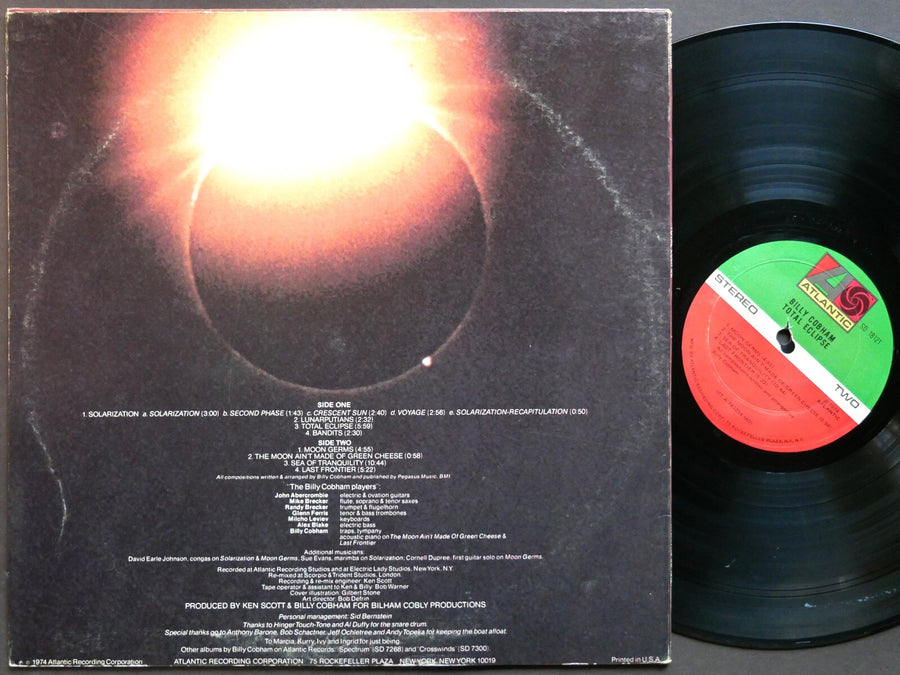 SIDE ONE
1. SOLARIZATION a. SOLARIZATION (3:00) b. SECOND PHASE (1:43) c. CRESCENT SUN (2:40) d. VOYAGE (2:56) e. SOLARIZATION-RECAPITULATION (0:50)
2. LUNARPUTIANS (2:32)
3. TOTAL ECLIPSE (5:59)
4. BANDITS (2:30)
SIDE TWO
1. MOON GERMS (4:55)
2. THE MOON AIN'T MADE OF GREEN CHEESE (0:58)
3. SEA OF TRANQUILITY (10:44)
4. LAST FRONTIER (5:22)
All compositions written & arranged by Billy Cobham and published by Pegasus Music, BMI.
"The Billy Cobham players":
John Abercrombie electric & ovation guitars
Mike Brecker flute, soprano & tenor saxes
Randy Brecker trumpet & flugelhorn
Glenn Ferris tenor & bass trombones
Milcho Leviev keyboards
Alex Blake electric bass
Billy Cobham traps, tympany
acoustic piano on The Moon Ain't Made Of Green Cheese &
Last Frontier
Additional musicians:
David Earle Johnson, congas on Solarization & Moon Germs; Sue Evans, marimba on Solarization; Cornell Dupree, first guitar solo on Moon Germs.
Recorded at Atlantic Recording Studios and at Electric Lady Studios, New York, N.Y.
Re-mixed at Scorpio & Trident Studios, London.
Recording & re-mix engineer: Ken Scott
Tape operator & assistant to Ken & Billy: Bob Warner
Cover illustration: Gilbert Stone
Art director: Bob Defrin
PRODUCED BY KEN SCOTT & BILLY COBHAM FOR BILHAM COBLY PRODUCTIONS
Personal management: Sid Bernstein
Thanks to Hinger Touch-Tone and Al Duffy for the snare drum.
Special thanks go to Anthony Barone, Bob Schactner, Jeff Ochletree and Andy Topeka for keeping the boat afloat.
To Marcia, Kurry, Ivy and Ingrid for just being.
Other albums by Billy Cobham on Atlantic Records: 'Spectrum' (SD 7268) and 'Crosswinds' (SD 7300).
℗ © 1974 Atlantic Recording Corporation
ATLANTIC RECORDING CORPORATION 75 ROCKEFELLER PLAZA NEW YORK, NEW YORK 10019
Printed in U.S.A.
ATLANTIC
SD 18121
BILLY COBHAM
TOTAL ECLIPSE
STEREO
TWO